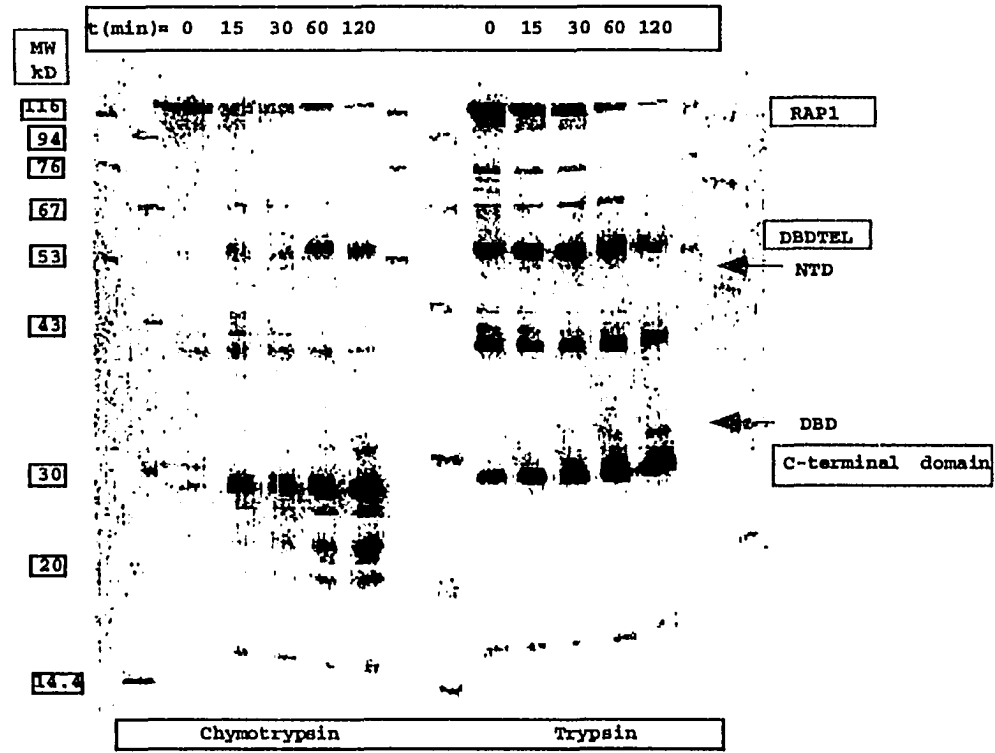 t(min)= 0 15 30 60 120 0 15 30 60 120
MW
kD
116
94
76
67
53
43
30
20
14.4
RAP1
DBDTEL
NTD
DBD
C-terminal domain
Chymotrypsin Trypsin